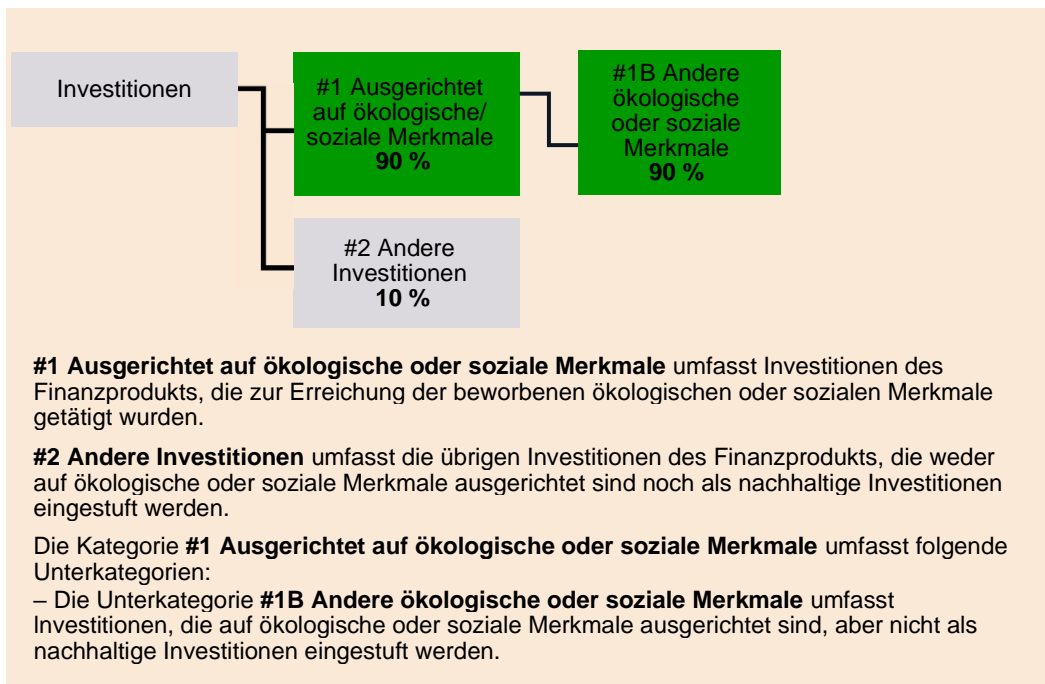 Investitionen
#1 Ausgerichtet
auf ökologische/
soziale Merkmale
90 %
#1B Andere
ökologische
oder soziale
Merkmale
90 %
#2 Andere
Investitionen
10 %
#1 Ausgerichtet auf ökologische oder soziale Merkmale umfasst Investitionen des
Finanzprodukts, die zur Erreichung der beworbenen ökologischen oder sozialen Merkmale
getätigt wurden.
#2 Andere Investitionen umfasst die übrigen Investitionen des Finanzprodukts, die weder
auf ökologische oder soziale Merkmale ausgerichtet sind noch als nachhaltige Investitionen
eingestuft werden.
Die Kategorie #1 Ausgerichtet auf ökologische oder soziale Merkmale umfasst folgende
Unterkategorien:
– Die Unterkategorie #1B Andere ökologische oder soziale Merkmale umfasst
Investitionen, die auf ökologische oder soziale Merkmale ausgerichtet sind, aber nicht als
nachhaltige Investitionen eingestuft werden.